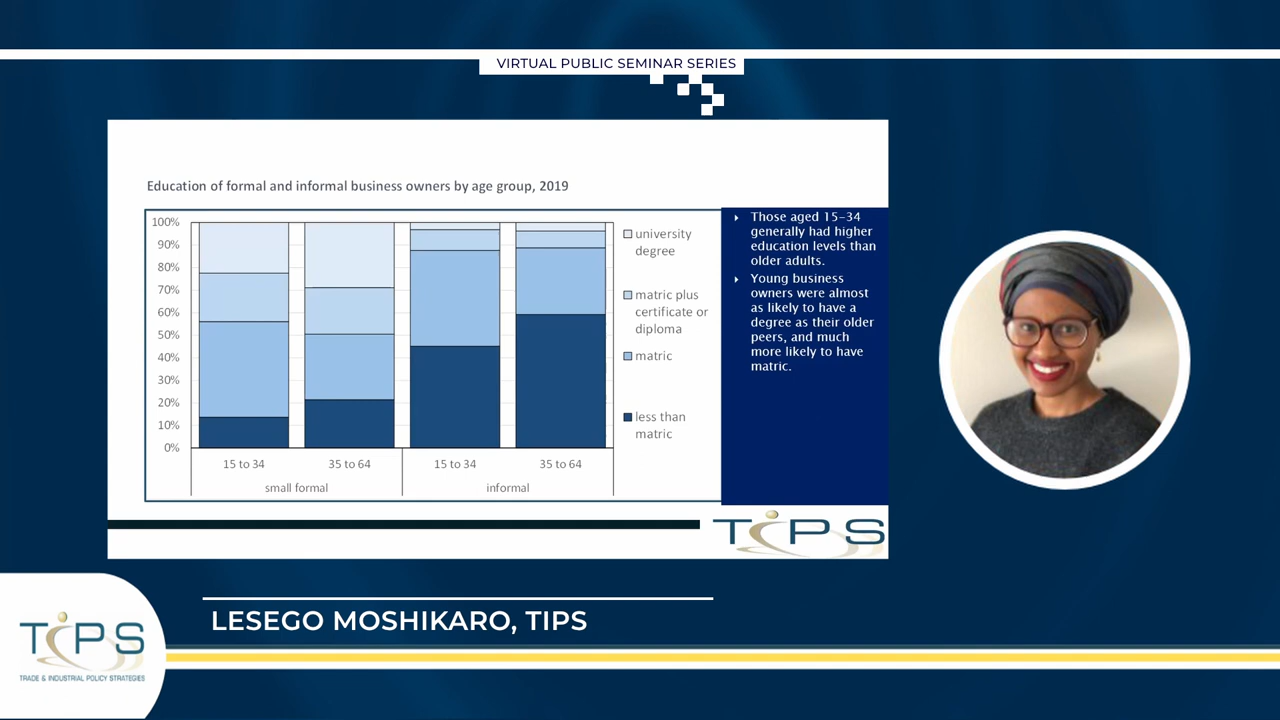 VIRTUAL PUBLIC SEMINAR SERIES
Education of formal and informal business owners by age group, 2019
100%
90%
80%
70%
60%
50%
40%
30%
20%
10%
0%
15 to 34
35 to 64
15 to 34
35 to 64
small formal
informal
university
degree
matric plus
certificate or
diploma
matric
less than
matric
Those aged 15–34
generally had higher
education levels than
older adults.
Young business
owners were almost
as likely to have a
degree as their older
peers, and much
more likely to have
matric.
TIPS
LESEGO MOSHIKARO, TIPS
TIPS
TRADE & INDUSTRIAL POLICY STRATEGIES